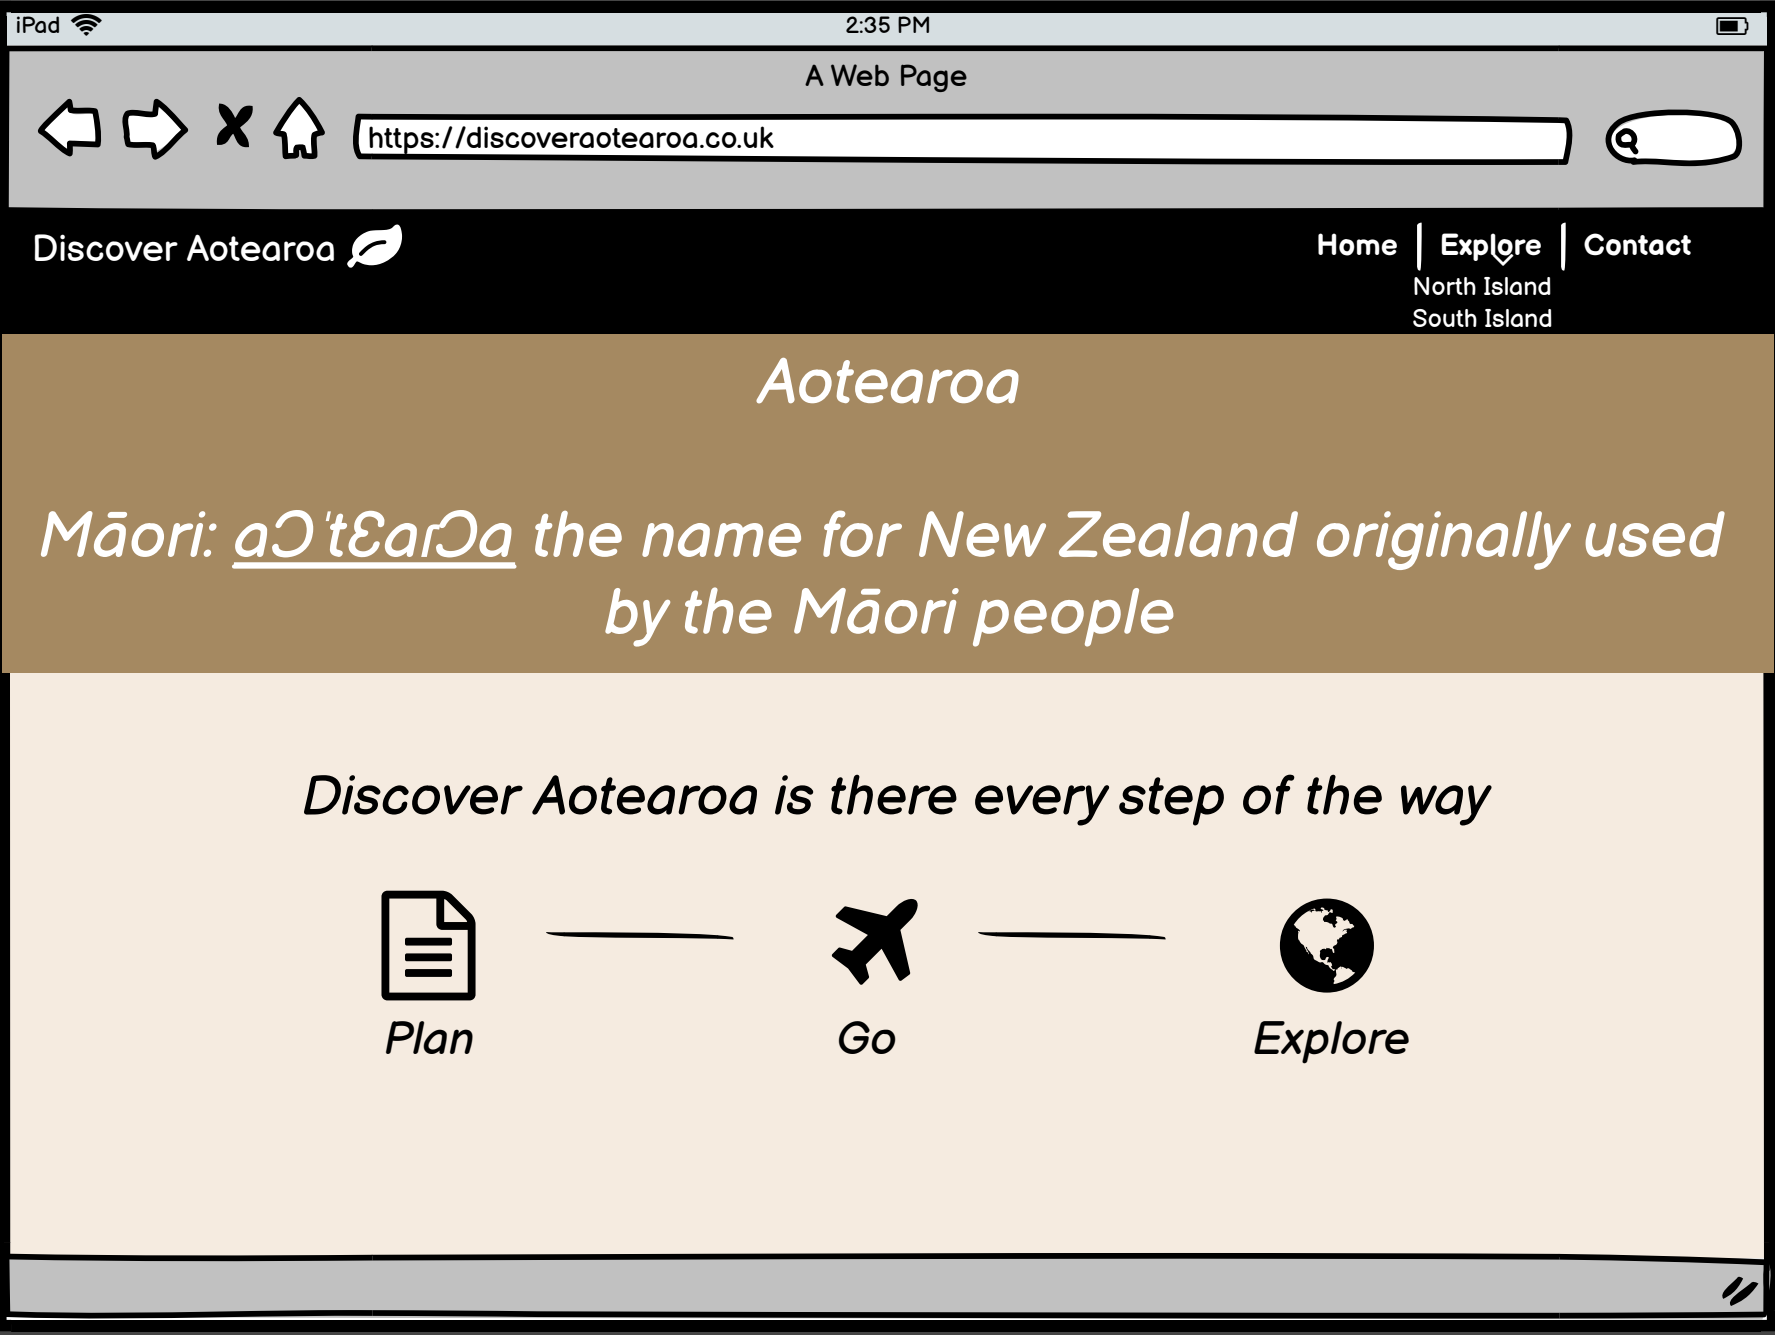 iPad
2:35 PM
A Web Page
https://discoveraotearoa.co.uk
Discover Aotearoa
Home
Explore
Contact
North Island
South Island
Aotearoa
Māori: aƆˈtƐaɾƆa the name for New Zealand originally used
by the Māori people
Discover Aotearoa is there every step of the way
Plan
Go
Explore